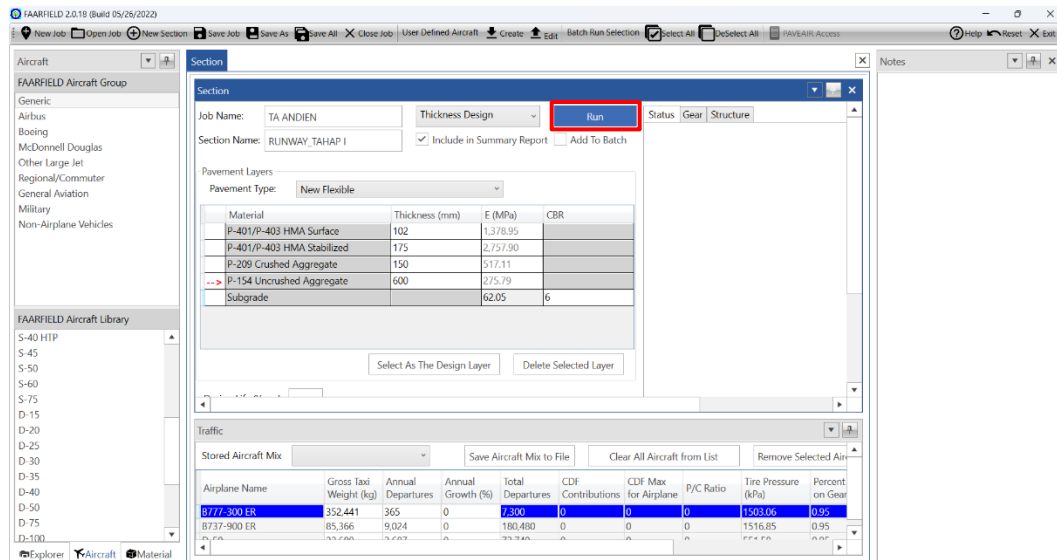 FAARFIELD 2.0.18 (Build 05/26/2022)
New Job Open Job New Section Save Job Save As Save All Close Job User Defined Aircraft Create Edit Batch Run Selection Select All DeSelect All PAVEAIR Access Help Reset Exit
Aircraft
Section
Notes
FAARFIELD Aircraft Group
Generic
Airbus
Boeing
McDonnell Douglas
Other Large Jet
Regional/Commuter
General Aviation
Military
Non-Airplane Vehicles
FAARFIELD Aircraft Library
S-40 HTP
S-45
S-50
S-60
S-75
D-15
D-20
D-25
D-30
D-35
D-40
D-50
D-75
D-100
Explorer Aircraft Material
Section
Job Name: TA ANDIEN Thickness Design Run
Section Name: RUNWAY_TAHAP I Include in Summary Report Add To Batch
Status Gear Structure
Pavement Layers
Pavement Type: New Flexible
Material Thickness (mm) E (MPa) CBR
P-401/P-403 HMA Surface 102 1,378.95
P-401/P-403 HMA Stabilized 175 2,757.90
P-209 Crushed Aggregate 150 517.11
--> P-154 Uncrushed Aggregate 600 275.79
Subgrade 62.05 6
Select As The Design Layer Delete Selected Layer
Traffic
Stored Aircraft Mix Save Aircraft Mix to File Clear All Aircraft from List Remove Selected Air
Airplane Name Gross Taxi Weight (kg) Annual Departures Annual Growth (%) Total Departures CDF Contributions CDF Max for Airplane P/C Ratio Tire Pressure (kPa) Percent on Gear
B777-300 ER 352,441 365 0 7,300 0 0 0 1503.06 0.95
B737-900 ER 85,366 9,024 0 180,480 0 0 0 1516.85 0.95